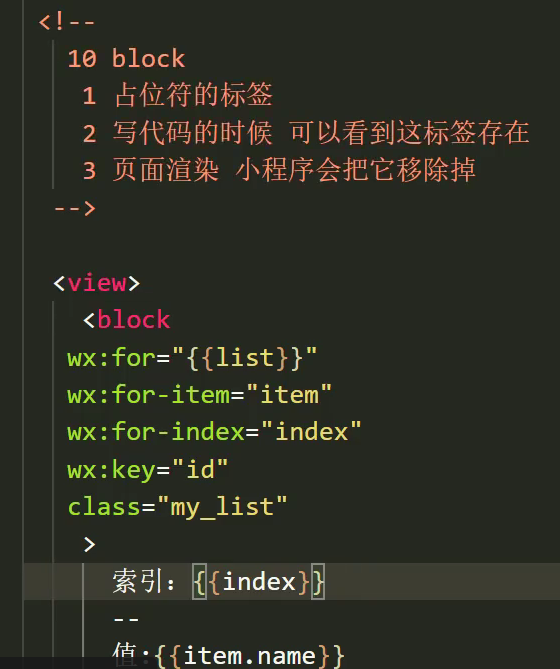 <!--
10 block
1 占位符的标签
2 写代码的时候 可以看到这标签存在
3 页面渲染 小程序会把它移除掉
-->
<view>
<block
wx:for="{{list}}"
wx:for-item="item"
wx:for-index="index"
wx:key="id"
class="my_list"
>
索引：{{index}}
--
值:{{item.name}}